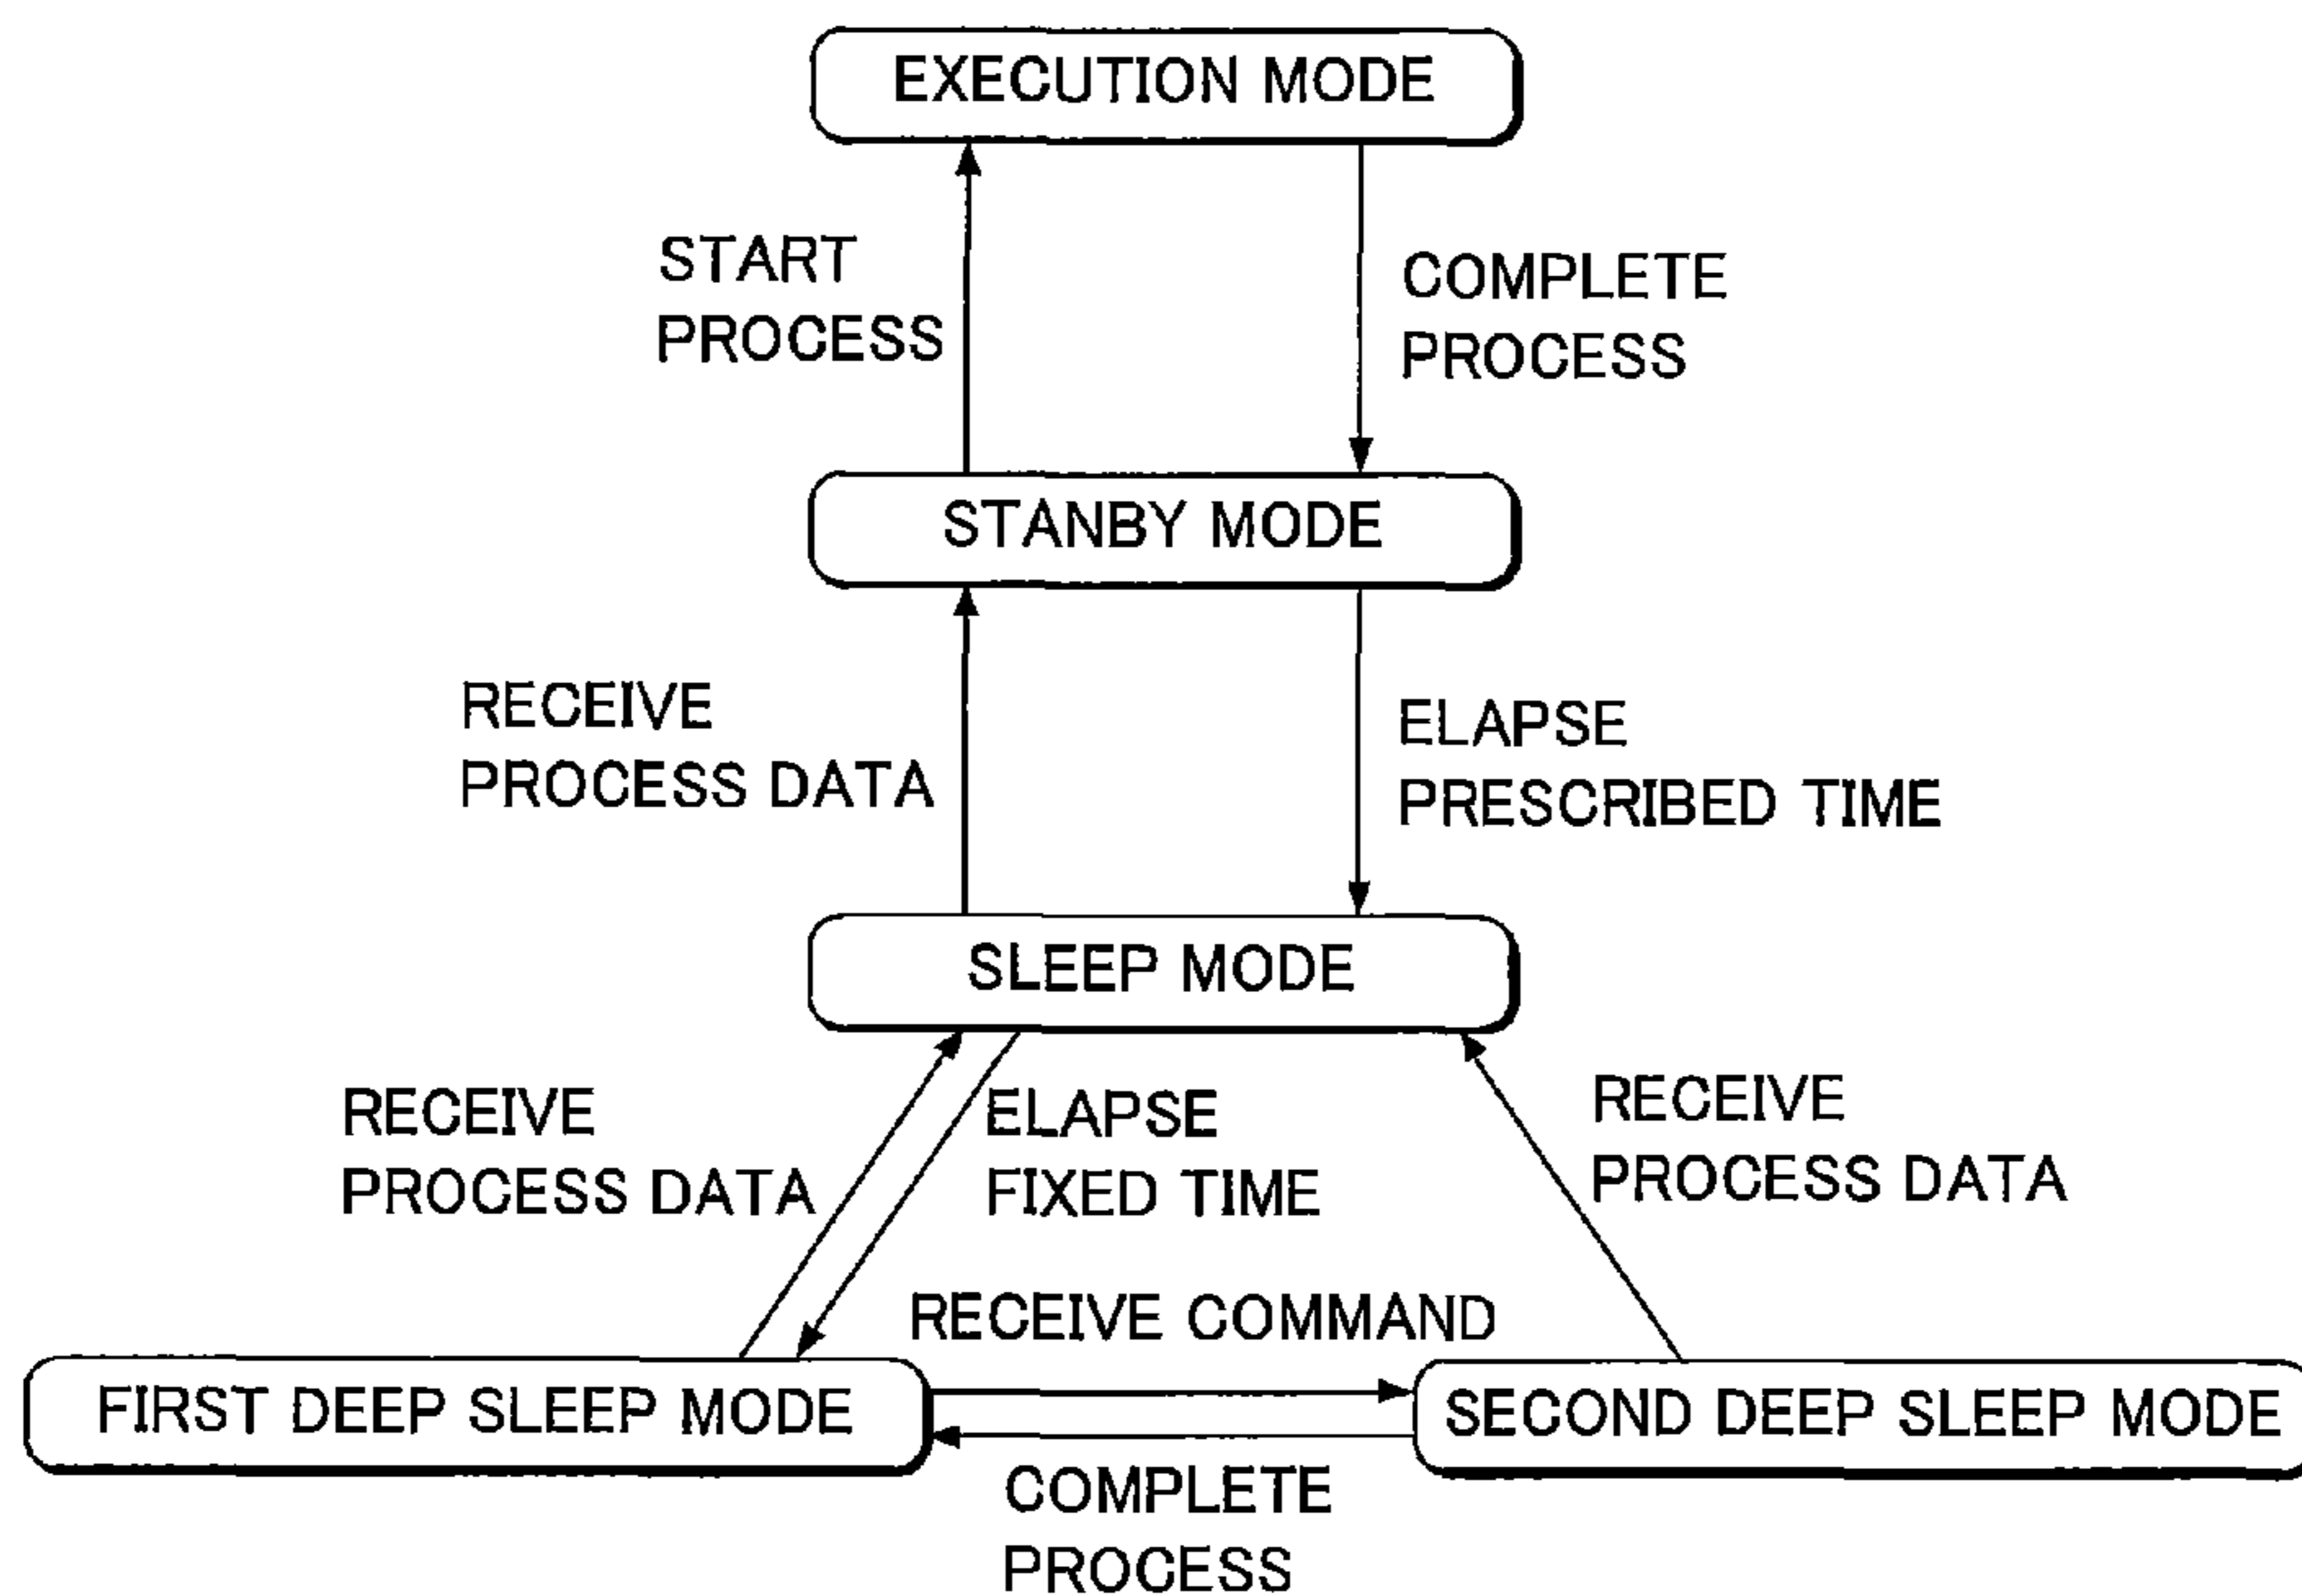 EXECUTION MODE
START
PROCESS
COMPLETE
PROCESS
STANBY MODE
RECEIVE
PROCESS DATA
ELAPSE
PRESCRIBED TIME
SLEEP MODE
RECEIVE
PROCESS DATA
ELAPSE
FIXED TIME
RECEIVE
PROCESS DATA
RECEIVE COMMAND
FIRST DEEP SLEEP MODE
SECOND DEEP SLEEP MODE
COMPLETE
PROCESS